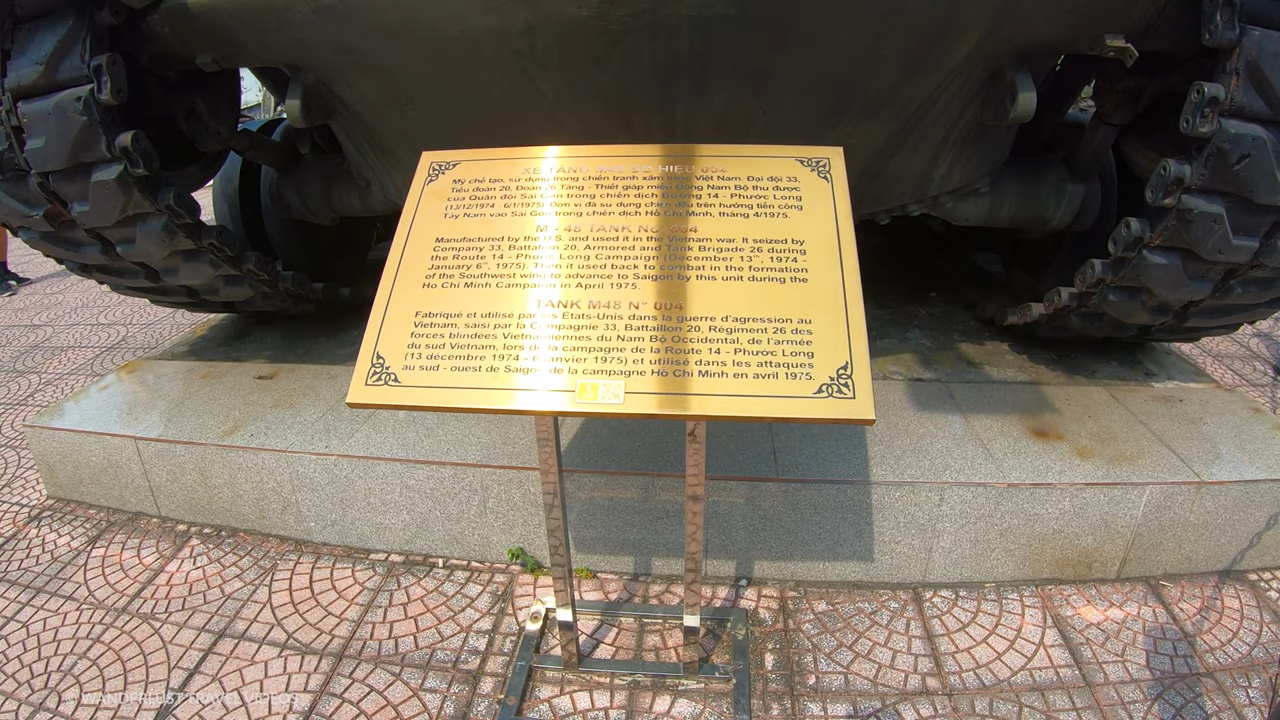 XE TĂNG M48 SỐ HIỆU 004
Mỹ chế tạo, sử dụng trong chiến tranh xâm lược Việt Nam. Đại đội 33,
Tiểu đoàn 20, Đoàn 26 Tăng - Thiết giáp miền Đông Nam Bộ thu được
của Quân đội Sài Gòn trong chiến dịch Đường 14 - Phước Long
(13/12/1974 - 6/1/1975). Đơn vị đã sử dụng chiến đấu trên hướng tiến công
Tây Nam vào Sài Gòn trong chiến dịch Hồ Chí Minh, tháng 4/1975.
M - 48 TANK No. 004
Manufactured by the U.S. and used it in the Vietnam war. It seized by
Company 33, Battalion 20, Armored and Tank Brigade 26 during
the Route 14 - Phuoc Long Campaign (December 13th, 1974 -
January 6th, 1975). Then it used back to combat in the formation
of the Southwest wing to advance to Saigon by this unit during the
Ho Chi Minh Campaign in April 1975.
TANK M48 N° 004
Fabriqué et utilisé par les États-Unis dans la guerre d'agression au
Vietnam, saisi par la Compagnie 33, Battaillon 20, Régiment 26 des
forces blindées Vietnamiennes du Nam Bộ Occidental, de l'armée
du sud Vietnam, lors de la campagne de la Route 14 - Phước Long
(13 décembre 1974 - 6 janvier 1975) et utilisé dans les attaques
au sud - ouest de Saigon de la campagne Hồ Chí Minh en avril 1975.
© WANDERLUST TRAVEL VIDEOS